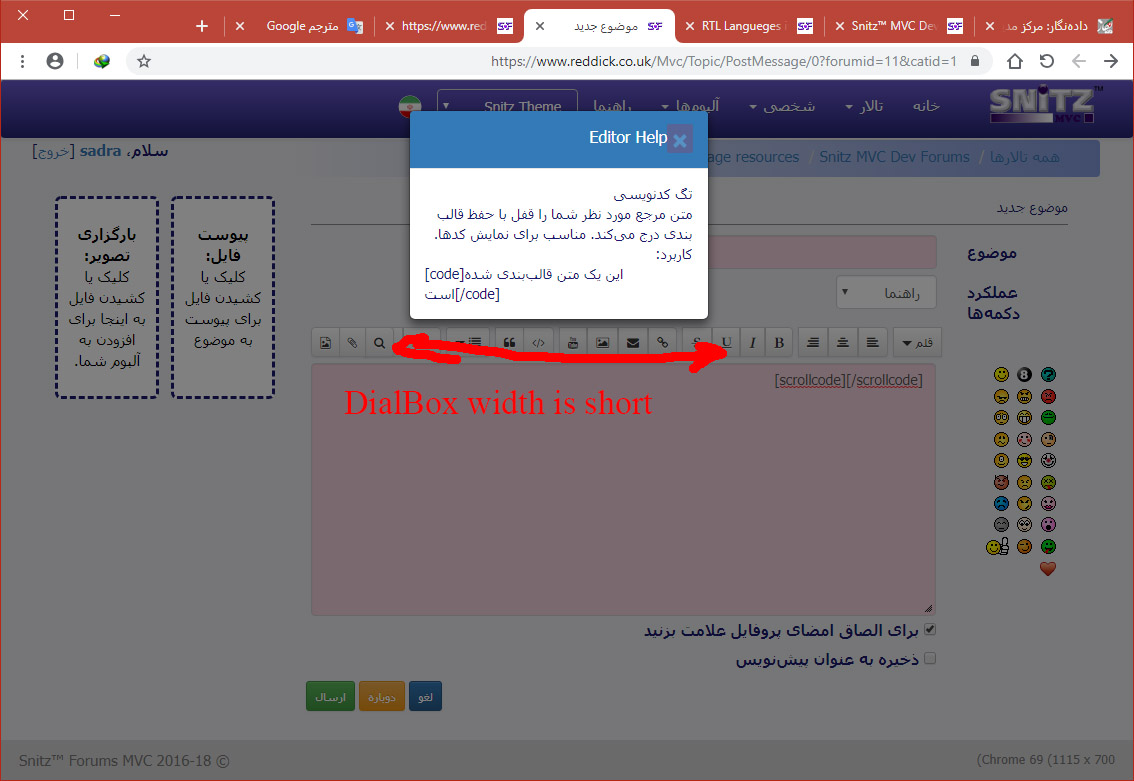 دادهنگار: مرکز مد
Snitz™ MVC Dev
RTL Langueges i
موضوع جدید
https://www.red
مترجم Google
https://www.reddick.co.uk/Mvc/Topic/PostMessage/0?forumid=11&catid=1
SNiTZ™
MVC
خانه
تالار
شخصی
آلبوم‌ها
راهنما
Snitz Theme
سلام، sadra [خروج]
همه تالارها / Snitz MVC Dev Forums / age resources
Editor Help
تگ کدنویسی
متن مرجع مورد نظر شما را قفل با حفظ قالب
بندی درج می‌کند. مناسب برای نمایش کدها.
کاربرد:
[code]این یک متن قالب‌بندی شده
است[/code]
موضوع جدید
موضوع
عملکرد
دکمه‌ها
راهنما
قلم
B
I
U
S
[scrollcode][/scrollcode]
DialBox width is short
پیوست
فایل:
کلیک یا
کشیدن فایل
برای پیوست
به موضوع
بارگزاری
تصویر:
کلیک یا
کشیدن فایل
به اینجا برای
افزودن به
آلبوم شما.
برای الصاق امضای پروفایل علامت بزنید
ذخیره به عنوان پیش‌نویس
لغو
دوباره
ارسال
Snitz™ Forums MVC 2016-18 ©
(Chrome 69 (1115 x 700